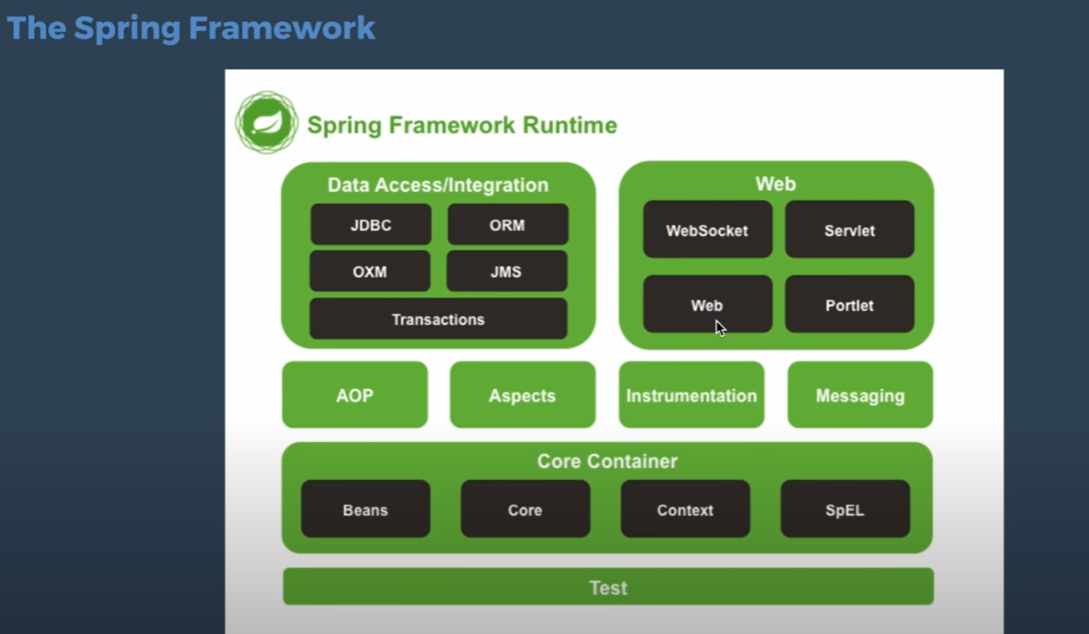 The Spring Framework
Spring Framework Runtime
Data Access/Integration
JDBC
ORM
OXM
JMS
Transactions
Web
WebSocket
Servlet
Web
Portlet
AOP
Aspects
Instrumentation
Messaging
Core Container
Beans
Core
Context
SpEL
Test